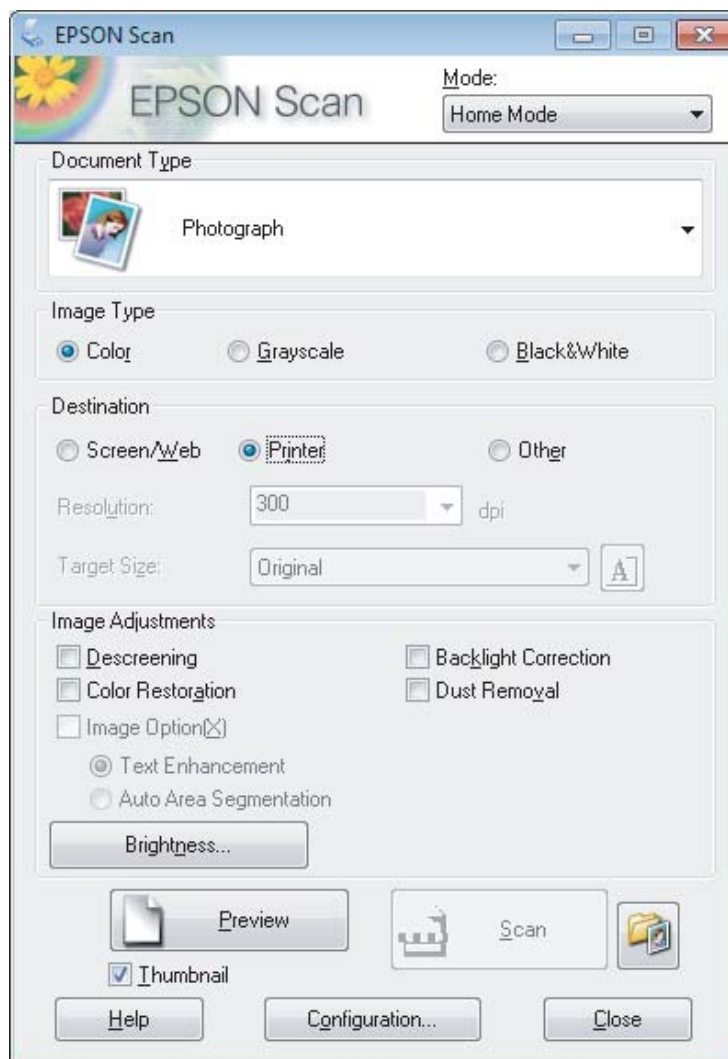 EPSON Scan
EPSON Scan
Mode:
Home Mode
Document Type
Photograph
Image Type
Color
Grayscale
Black&White
Destination
Screen/Web
Printer
Other
Resolution:
300
dpi
Target Size:
Original
A
Image Adjustments
Descreening
Backlight Correction
Color Restoration
Dust Removal
Image Option(X)
Text Enhancement
Auto Area Segmentation
Brightness...
Preview
Scan
Thumbnail
Help
Configuration...
Close